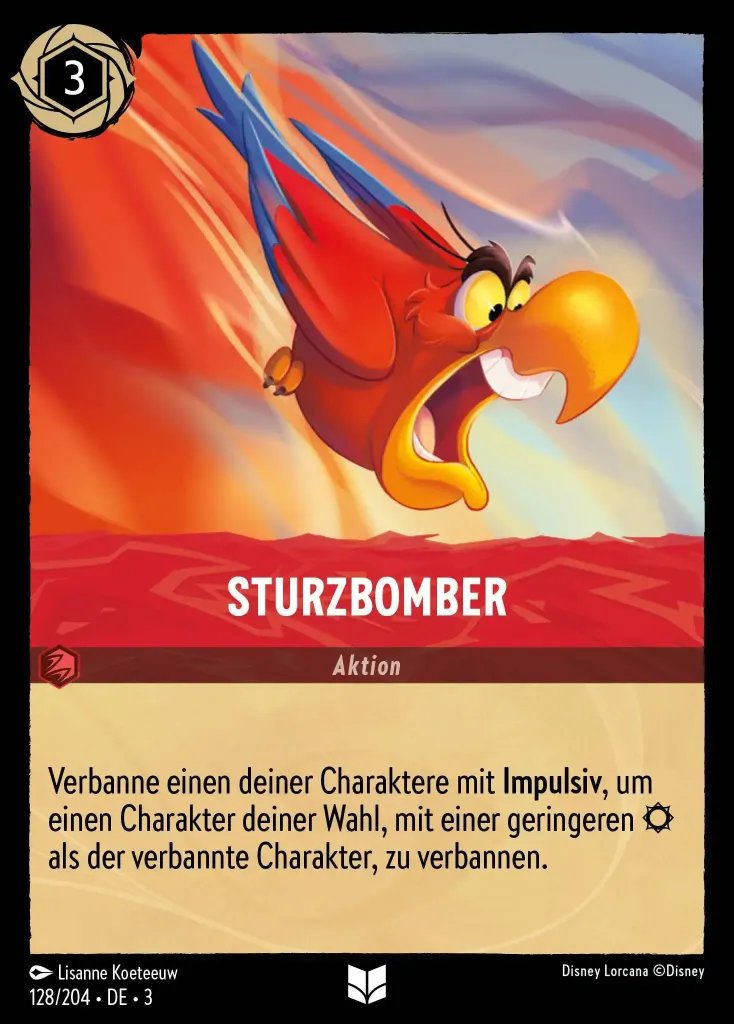 3
STURZBOMBER
Aktion
Verbanne einen deiner Charaktere mit Impulsiv, um
einen Charakter deiner Wahl, mit einer geringeren
als der verbannte Charakter, zu verbannen.
Lisanne Koeteeuw
Disney Lorcana ©Disney
128/204 • DE • 3